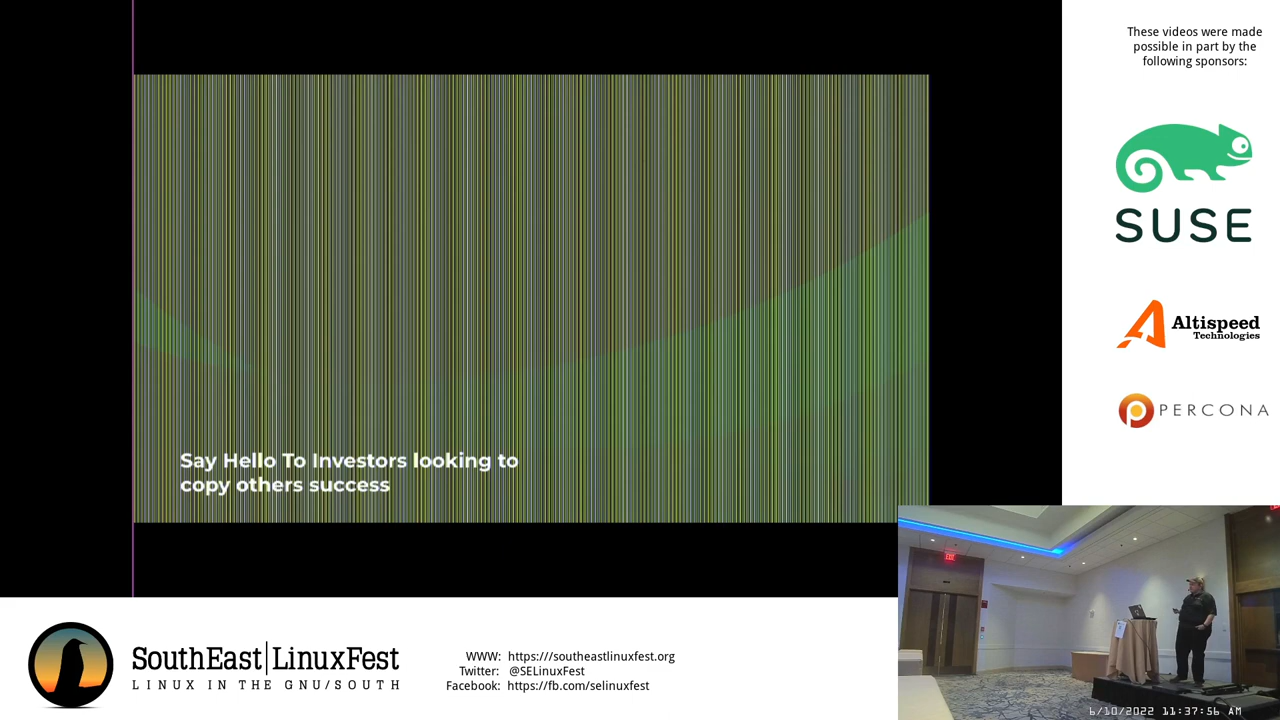 These videos were made
possible in part by the
following sponsors:
SUSE
Altispeed
Technologies
PERCONA
Say Hello To Investors looking to
copy others success
SouthEast|LinuxFest
LINUX IN THE GNU/SOUTH
WWW: https:///southeastlinuxfest.org
Twitter: @SELinuxFest
Facebook: https://fb.com/selinuxfest
EXIT
6/10/2022 11:37:56 AM